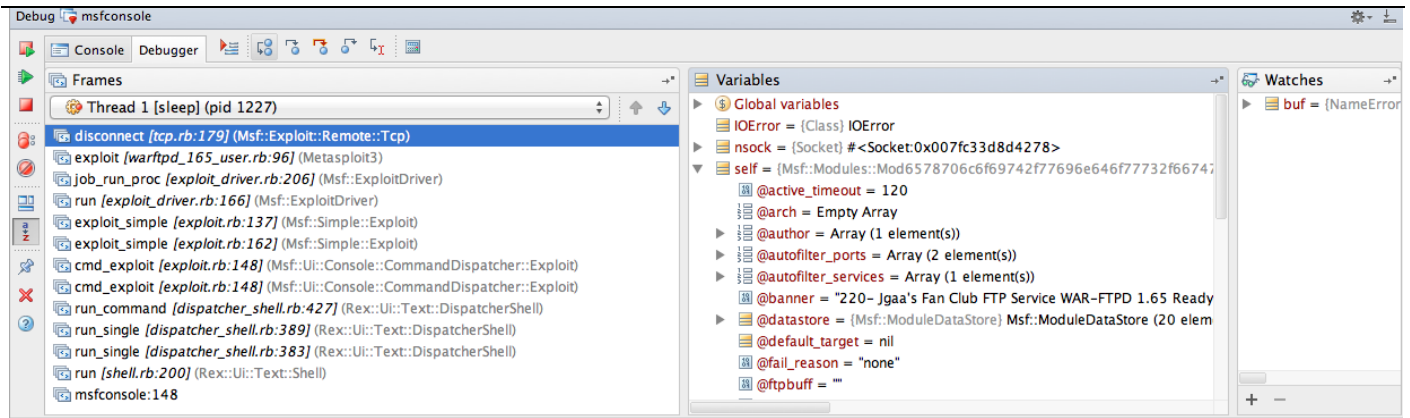 Debug msfconsole
Console Debugger
Frames
Thread 1 [sleep] (pid 1227)
disconnect [tcp.rb:179] (Msf::Exploit::Remote::Tcp)
exploit [warftpd_165_user.rb:96] (Metasploit3)
job_run_proc [exploit_driver.rb:206] (Msf::ExploitDriver)
run [exploit_driver.rb:166] (Msf::ExploitDriver)
exploit_simple [exploit.rb:137] (Msf::Simple::Exploit)
exploit_simple [exploit.rb:162] (Msf::Simple::Exploit)
cmd_exploit [exploit.rb:148] (Msf::Ui::Console::CommandDispatcher::Exploit)
cmd_exploit [exploit.rb:148] (Msf::Ui::Console::CommandDispatcher::Exploit)
run_command [dispatcher_shell.rb:427] (Rex::Ui::Text::DispatcherShell)
run_single [dispatcher_shell.rb:389] (Rex::Ui::Text::DispatcherShell)
run_single [dispatcher_shell.rb:383] (Rex::Ui::Text::DispatcherShell)
run [shell.rb:200] (Rex::Ui::Text::Shell)
msfconsole:148
Variables
Global variables
IOError = {Class} IOError
nsock = {Socket} #<Socket:0x007fc33d8d4278>
self = {Msf::Modules::Mod6578706c6f69742f77696e646f77732f66747
@active_timeout = 120
@arch = Empty Array
@author = Array (1 element(s))
@autofilter_ports = Array (2 element(s))
@autofilter_services = Array (1 element(s))
@banner = "220- Jgaa's Fan Club FTP Service WAR-FTPD 1.65 Ready
@datastore = {Msf::ModuleDataStore} Msf::ModuleDataStore (20 elem
@default_target = nil
@fail_reason = "none"
@ftpbuff = ""
Watches
buf = {NameError